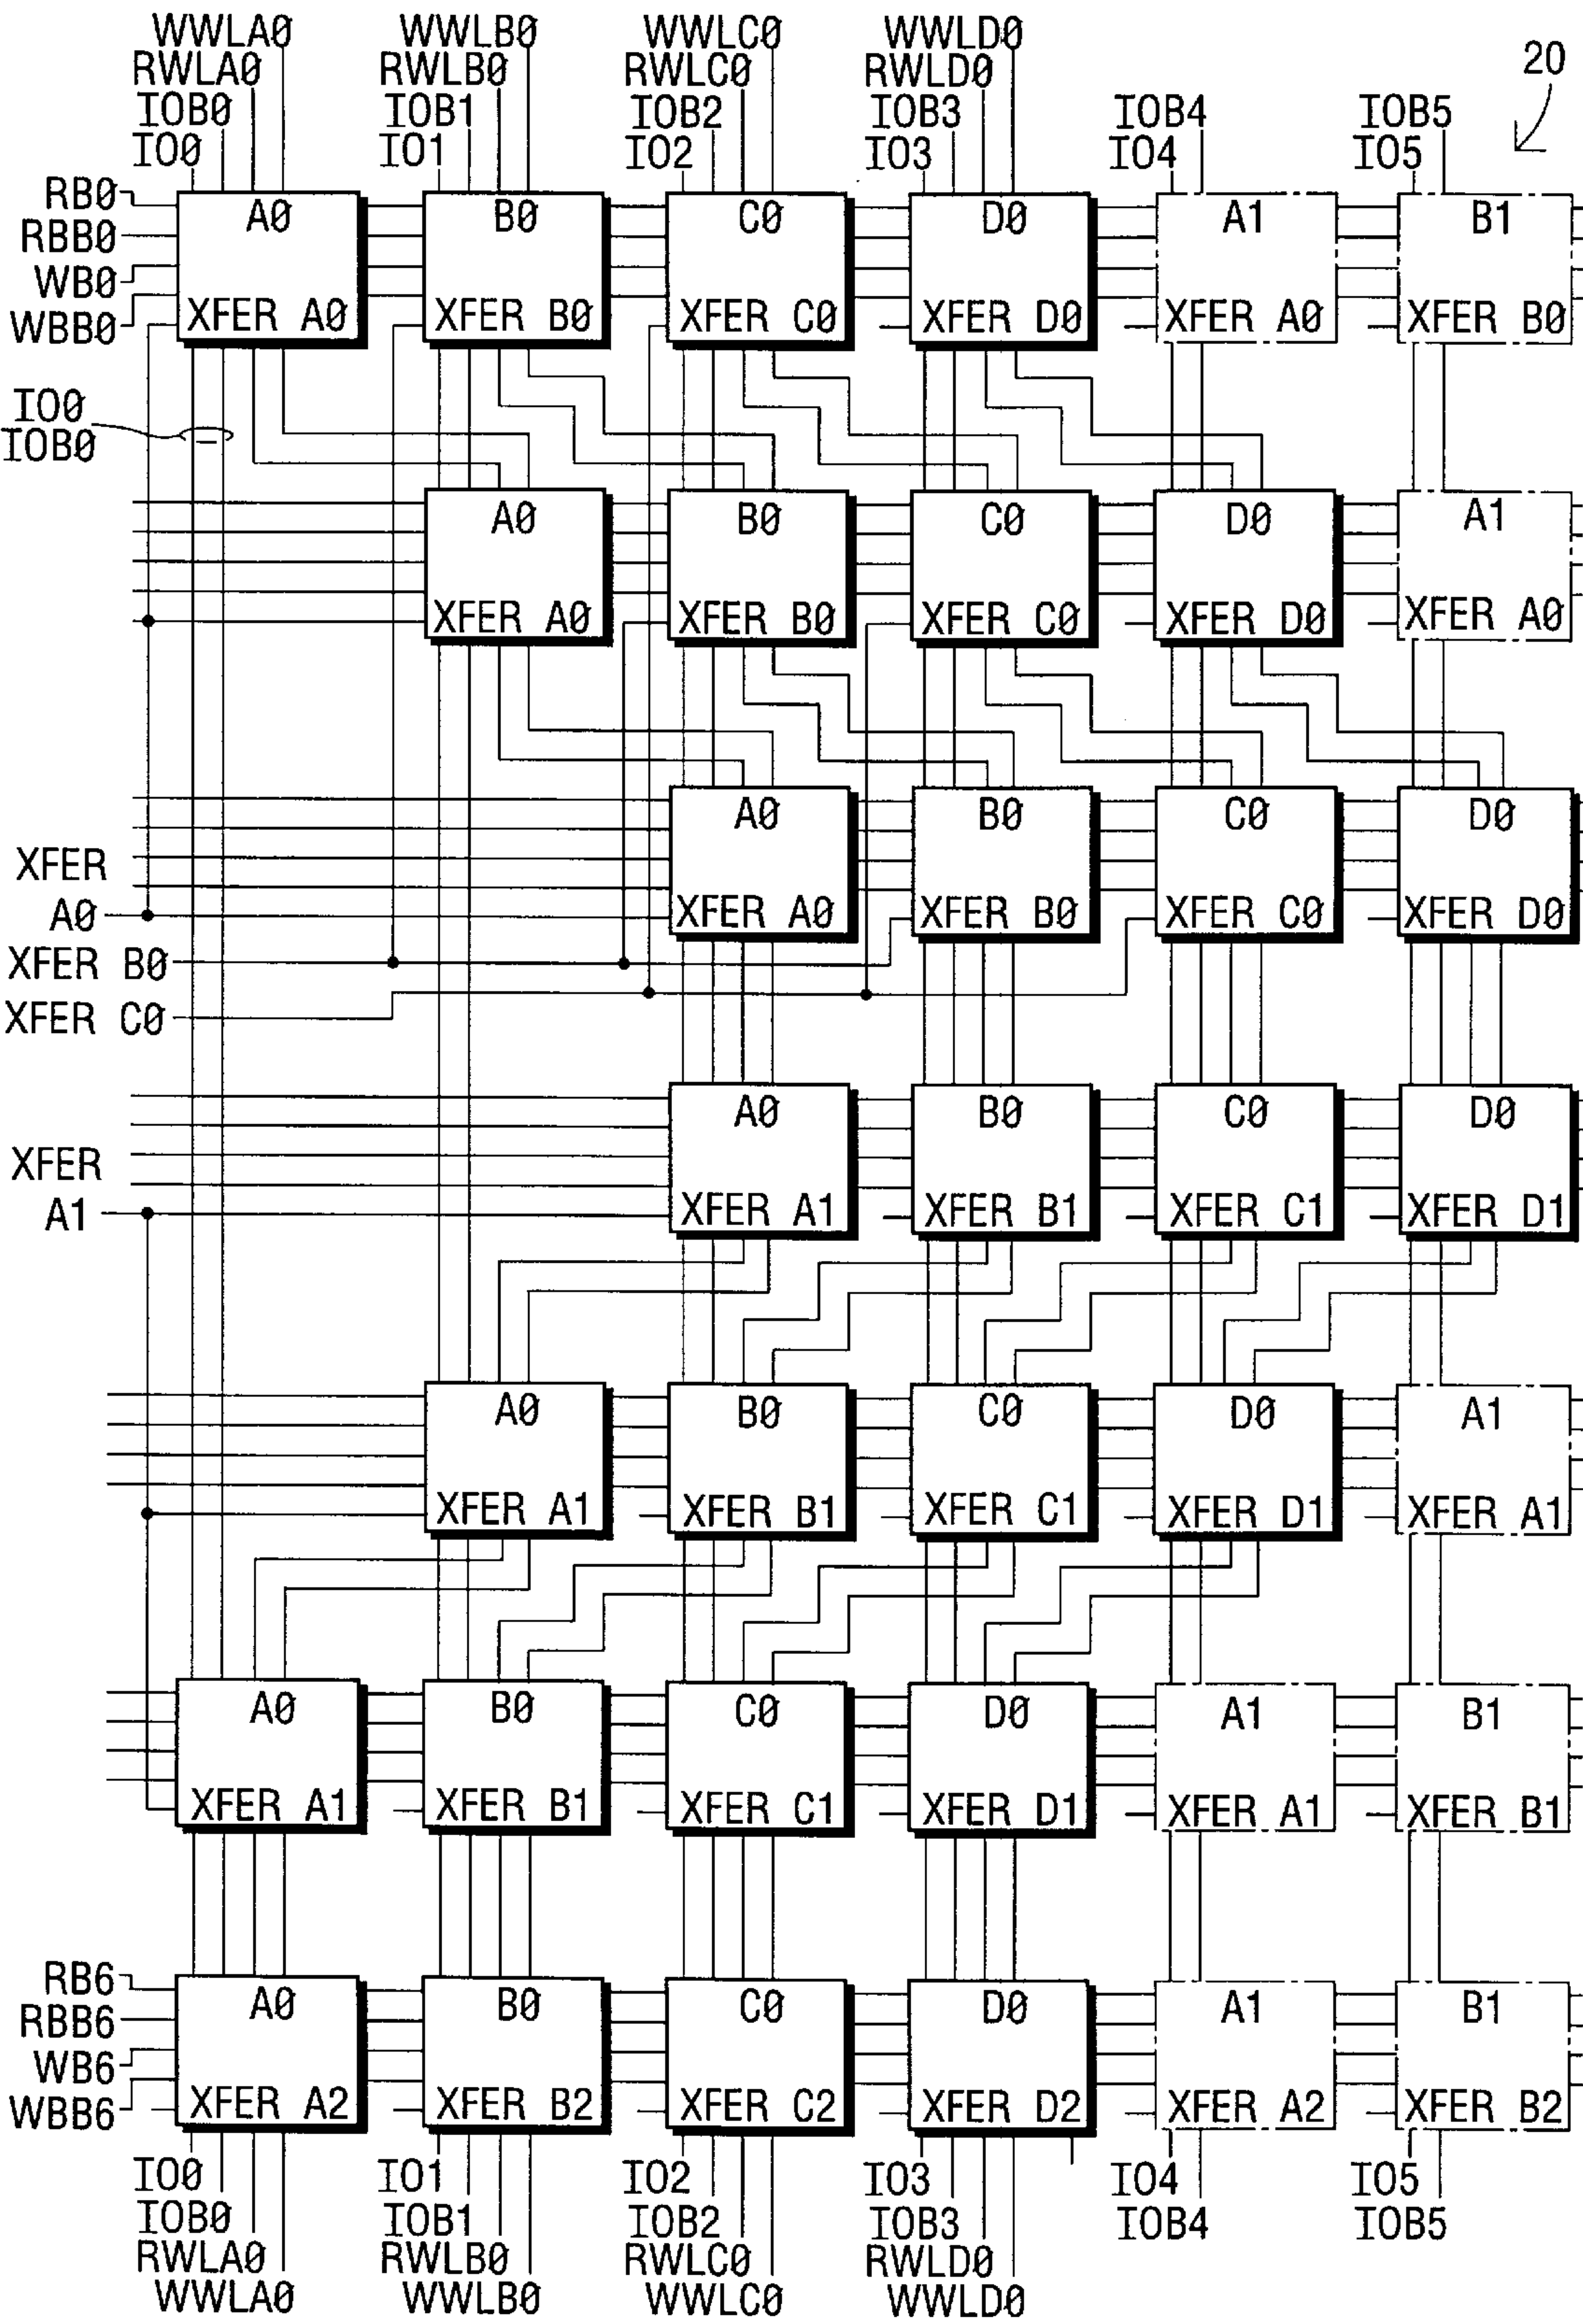 WWLA0 WWLB0 WWLC0 WWLD0
20
RWLA0 RWLB0 RWLC0 RWLD0
IOB0 IOB1 IOB2 IOB3 IOB4 IOB5
IO0 IO1 IO2 IO3 IO4 IO5
RB0
A0 B0 C0 D0 A1 B1
RBB0
WB0
WBB0
XFER A0 XFER B0 XFER C0 XFER D0 XFER A0 XFER B0
IO0
IOB0
A0 B0 C0 D0 A1
XFER A0 XFER B0 XFER C0 XFER D0 XFER A0
A0 B0 C0 D0
XFER
A0
XFER A0 XFER B0 XFER C0 XFER D0
XFER B0
XFER C0
A0 B0 C0 D0
XFER
A1
XFER A1 XFER B1 XFER C1 XFER D1
A0 B0 C0 D0 A1
XFER A1 XFER B1 XFER C1 XFER D1 XFER A1
A0 B0 C0 D0 A1 B1
XFER A1 XFER B1 XFER C1 XFER D1 XFER A1 XFER B1
RB6
A0 B0 C0 D0 A1 B1
RBB6
WB6
WBB6
XFER A2 XFER B2 XFER C2 XFER D2 XFER A2 XFER B2
IO0 IO1 IO2 IO3 IO4 IO5
IOB0 IOB1 IOB2 IOB3 IOB4 IOB5
RWLA0 RWLB0 RWLC0 RWLD0
WWLA0 WWLB0 WWLC0 WWLD0